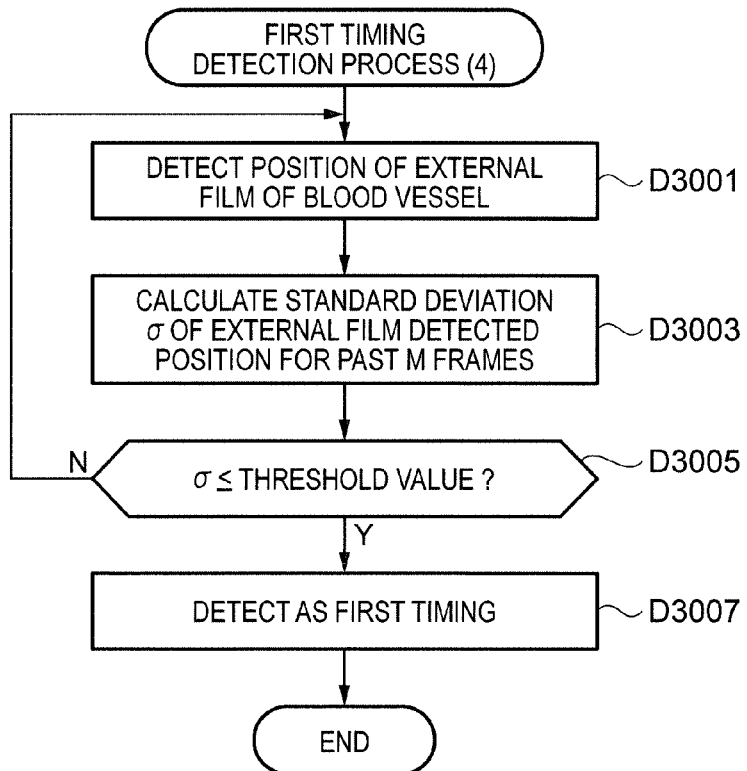 FIRST TIMING
DETECTION PROCESS (4)
DETECT POSITION OF EXTERNAL
FILM OF BLOOD VESSEL
D3001
CALCULATE STANDARD DEVIATION
σ OF EXTERNAL FILM DETECTED
POSITION FOR PAST M FRAMES
D3003
N
σ ≤ THRESHOLD VALUE ?
D3005
Y
DETECT AS FIRST TIMING
D3007
END